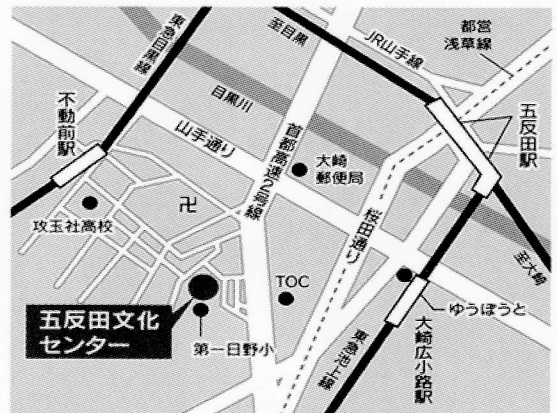 東急目黒線
至目黒
JR山手線
都営
浅草線
不動前駅
目黒川
山手通り
首都高速2号線
大崎
郵便局
五反田駅
攻玉社高校
卍
桜田通り
至大崎
TOC
ゆうぽうと
五反田文化
センター
第一日野小
東急池上線
大崎広小路駅